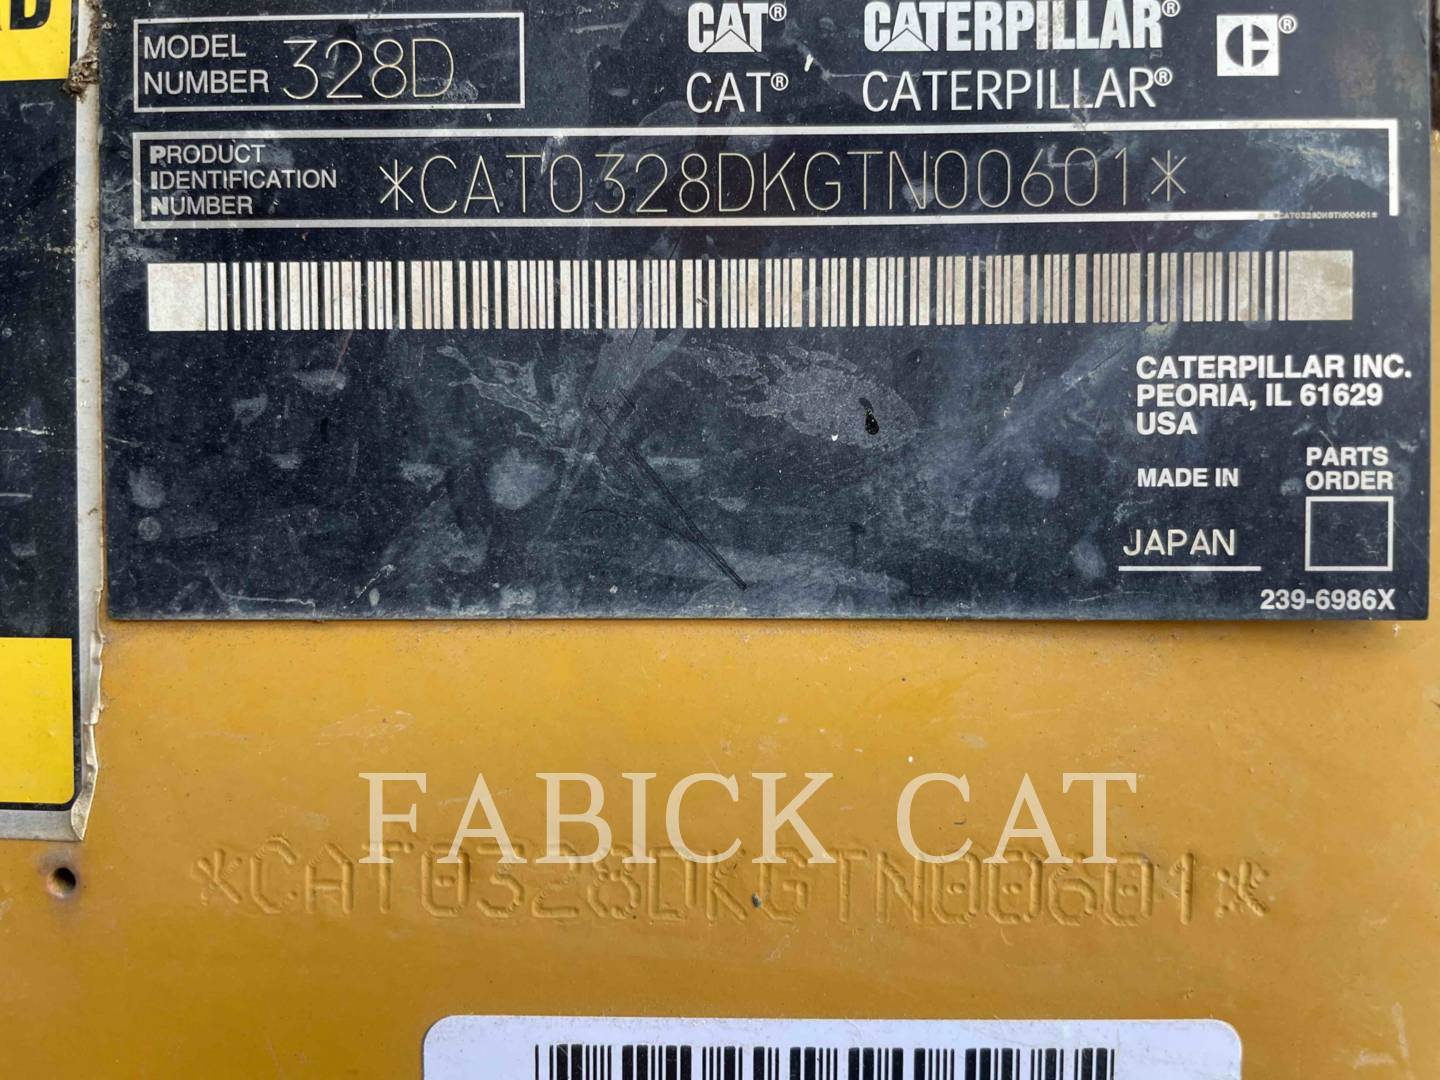 MODEL NUMBER 328D
CAT® CATERPILLAR®
CAT® CATERPILLAR®
PRODUCT IDENTIFICATION NUMBER *CAT0328DKGTN00601*
*CAT0328DKGTN00601*
CATERPILLAR INC.
PEORIA, IL 61629
USA
MADE IN
JAPAN
PARTS
ORDER
239-6986X
FABICK CAT
*CAT0328DKGTN00601*